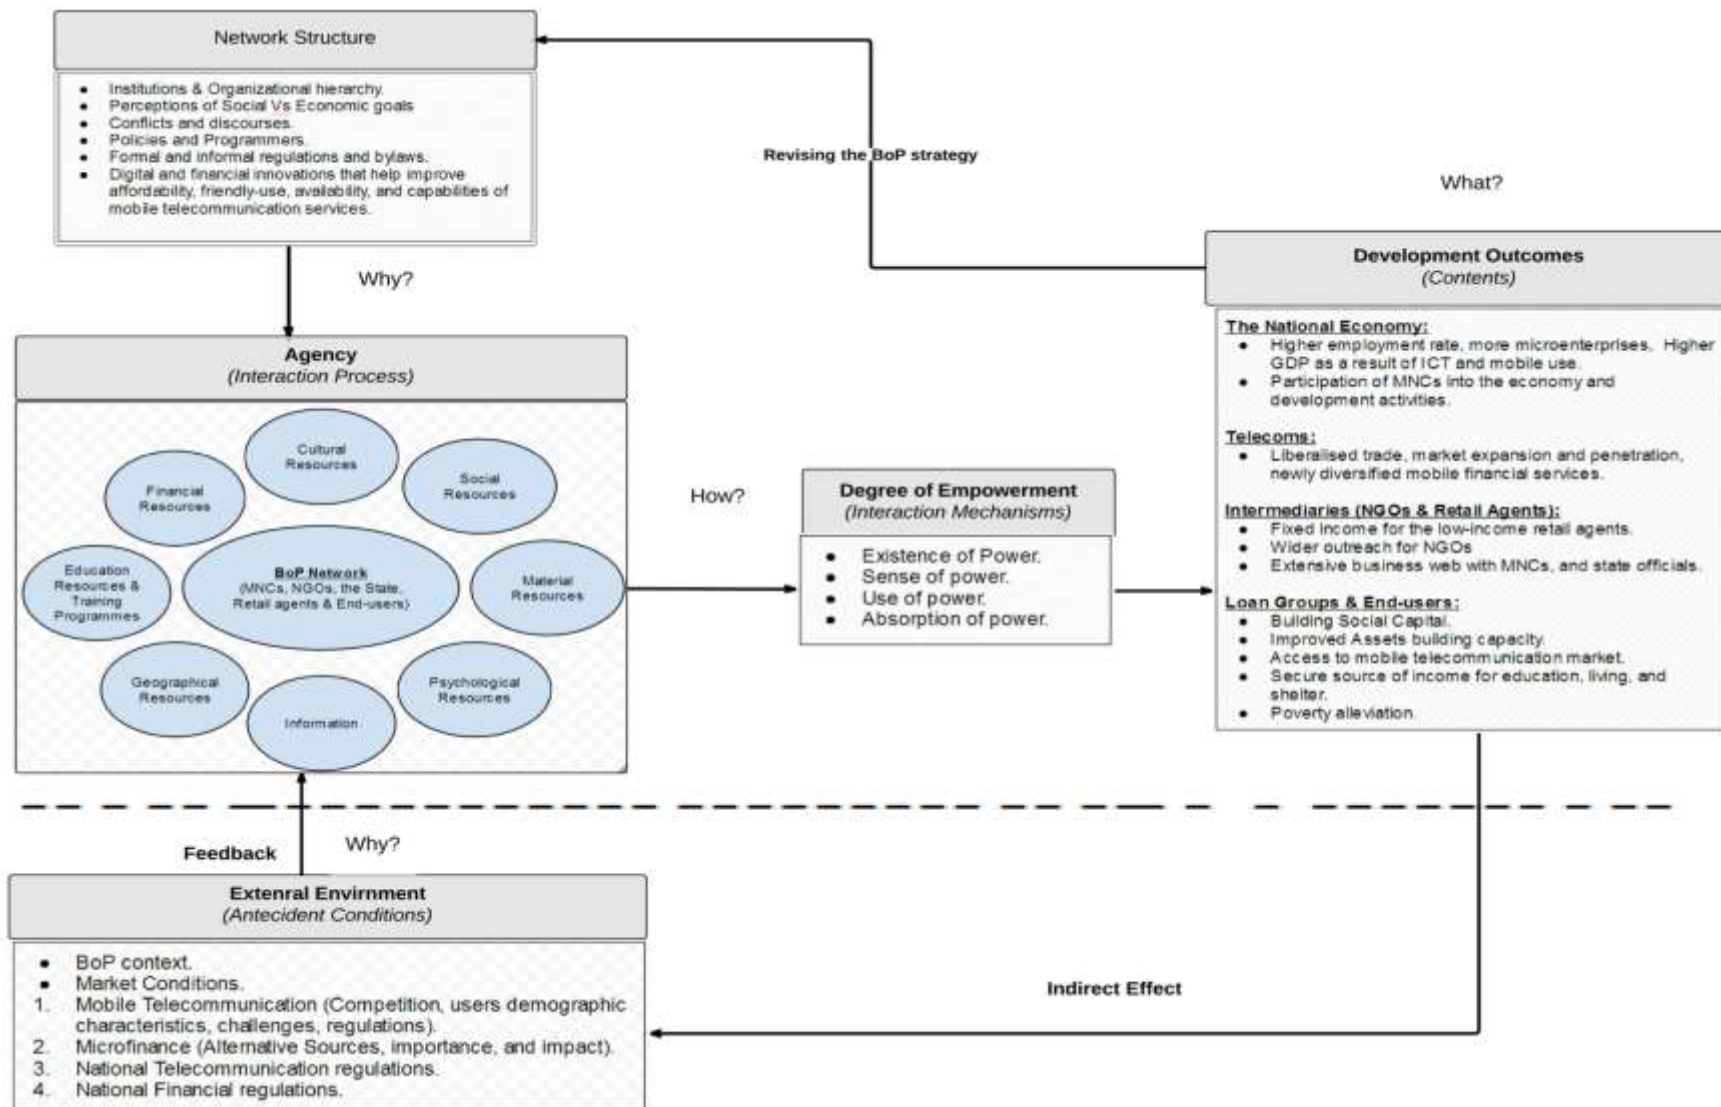 Network Structure
● Institutions & Organizational hierarchy.
● Perceptions of Social Vs Economic goals
● Conflicts and discourses.
● Policies and Programmers.
● Formal and informal regulations and bylaws.
● Digital and financial innovations that help improve
affordability, friendly-use, availability, and capabilities of
mobile telecommunication services.
Revising the BoP strategy
What?
Why?
Development Outcomes
(Contents)
The National Economy:
● Higher employment rate, more microenterprises, Higher
GDP as a result of ICT and mobile use.
● Participation of MNCs into the economy and
development activities.
Telecoms:
● Liberalised trade, market expansion and penetration,
newly diversified mobile financial services.
Intermediaries (NGOs & Retail Agents):
● Fixed income for the low-income retail agents.
● Wider outreach for NGOs
● Extensive business web with MNCs, and state officials.
Loan Groups & End-users:
● Building Social Capital.
● Improved Assets building capacity.
● Access to mobile telecommunication market.
● Secure source of income for education, living, and
shelter.
● Poverty alleviation.
Agency
(Interaction Process)
Cultural
Resources
Social
Resources
Financial
Resources
BoP Network
(MNCs, NGOs, the State,
Retail agents & End-users)
Education
Resources &
Training
Programmes
Material
Resources
Geographical
Resources
Psychological
Resources
Information
How?
Degree of Empowerment
(Interaction Mechanisms)
● Existence of Power.
● Sense of power.
● Use of power.
● Absorption of power.
Feedback
Why?
Extenral Envirnment
(Antecident Conditions)
● BoP context.
● Market Conditions.
1. Mobile Telecommunication (Competition, users demographic
characteristics, challenges, regulations).
2. Microfinance (Alternative Sources, importance, and impact).
3. National Telecommunication regulations.
4. National Financial regulations.
Indirect Effect